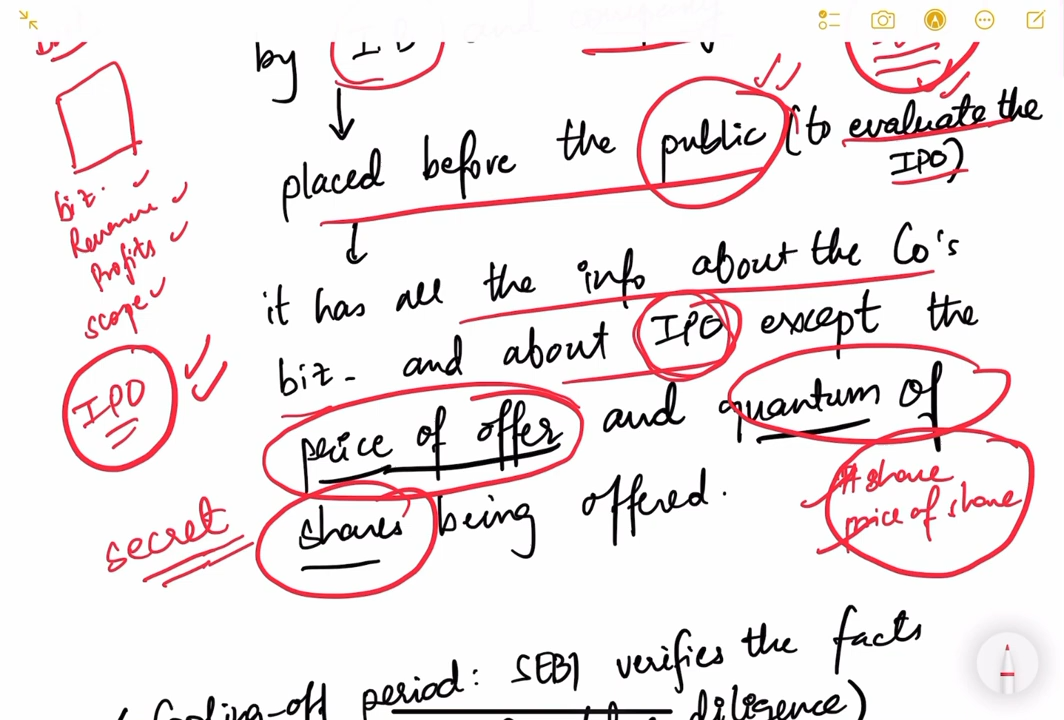 by
placed before the public (to evaluate the
IPO)
biz.
Revenue
Profits
scope
it has all the info about the Co's
biz. and about IPO except the
IPO
price of offer and quantum of
# share
price of share
secret
shares being offered.
Cooling-off period: SEBI verifies the facts
diligence)